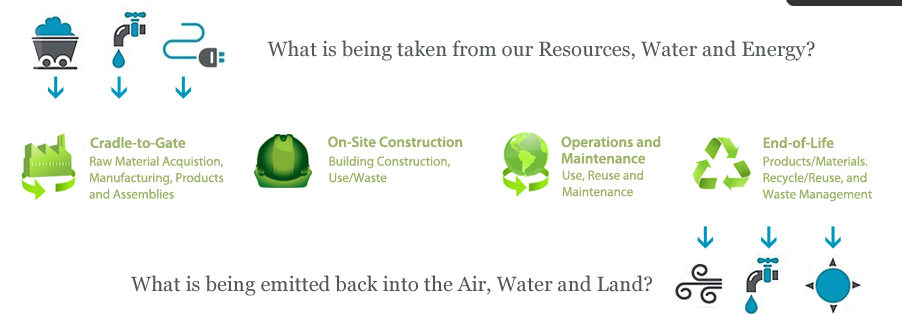 What is being taken from our Resources, Water and Energy?
Cradle-to-Gate
Raw Material Acquistion,
Manufacturing, Products
and Assemblies
On-Site Construction
Building Construction,
Use/Waste
Operations and
Maintenance
Use, Reuse and
Maintenance
End-of-Life
Products/Materials.
Recycle/Reuse, and
Waste Management
What is being emitted back into the Air, Water and Land?